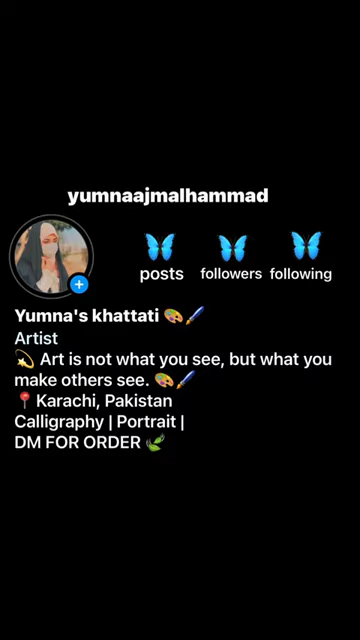 yumnaajmalhammad
posts followers following
Yumna's khattati 🎨🖌️
Artist
💫 Art is not what you see, but what you
make others see. 🎨🖌️
📍Karachi, Pakistan
Calligraphy | Portrait |
DM FOR ORDER 🌿